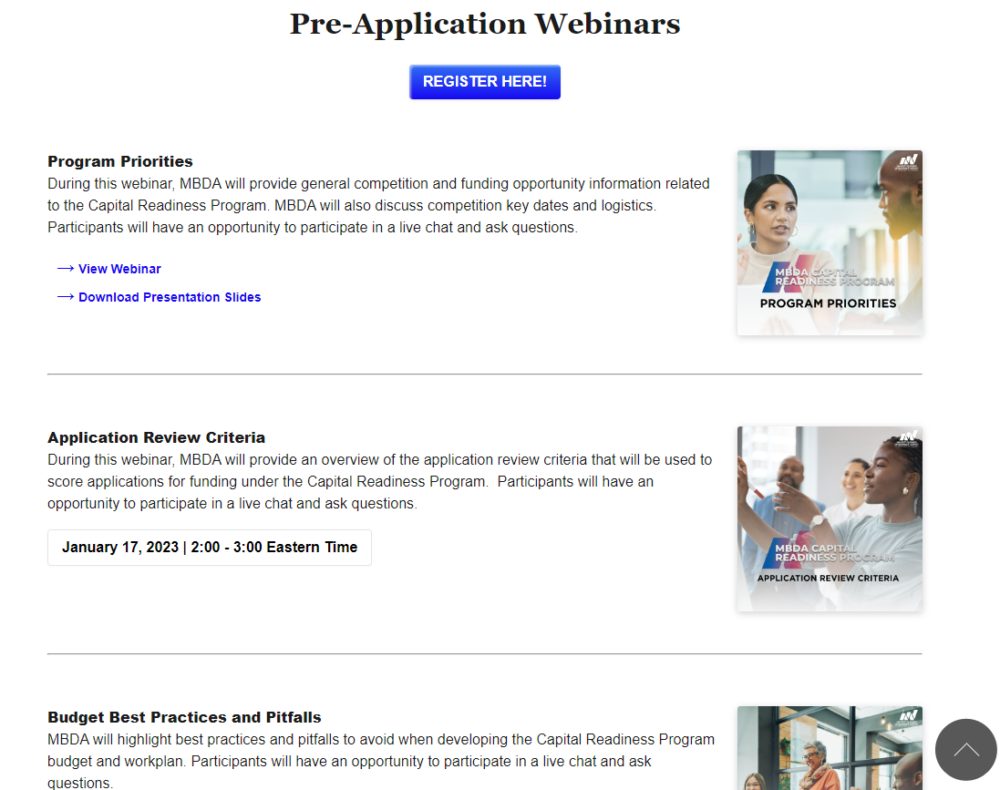 Pre-Application Webinars
REGISTER HERE!
Program Priorities
During this webinar, MBDA will provide general competition and funding opportunity information related
to the Capital Readiness Program. MBDA will also discuss competition key dates and logistics.
Participants will have an opportunity to participate in a live chat and ask questions.
→ View Webinar
→ Download Presentation Slides
MBDA CAPITAL
READINESS PROGRAM
PROGRAM PRIORITIES
Application Review Criteria
During this webinar, MBDA will provide an overview of the application review criteria that will be used to
score applications for funding under the Capital Readiness Program.  Participants will have an
opportunity to participate in a live chat and ask questions.
January 17, 2023 | 2:00 - 3:00 Eastern Time
MBDA CAPITAL
READINESS PROGRAM
APPLICATION REVIEW CRITERIA
Budget Best Practices and Pitfalls
MBDA will highlight best practices and pitfalls to avoid when developing the Capital Readiness Program
budget and workplan. Participants will have an opportunity to participate in a live chat and ask
questions.